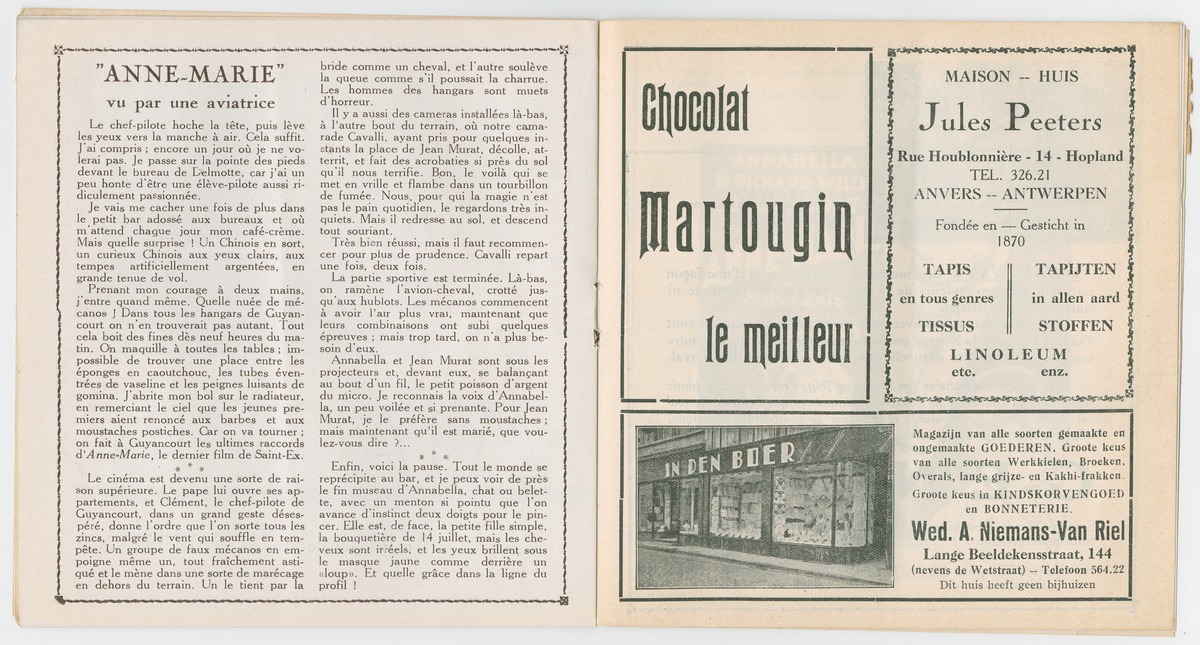 "ANNE-MARIE"
vu par une aviatrice
Le chef-pilote hoche la tête, puis lève
les yeux vers la manche à air. Cela suffit.
J'ai compris ; encore un jour où je ne vo-
lerai pas. Je passe sur la pointe des pieds
devant le bureau de Delmotte, car j'ai un
peu honte d'être une élève-pilote aussi ri-
diculement passionnée.
Je vais me cacher une fois de plus dans
le petit bar adossé aux bureaux et où
m'attend chaque jour mon café-crème.
Mais quelle surprise ! Un Chinois en sort,
un curieux Chinois aux yeux clairs, aux
tempes artificiellement argentées, en
grande tenue de vol.
Prenant mon courage à deux mains,
j'entre quand même. Quelle nuée de mé-
canos ! Dans tous les hangars de Guyan-
court on n'en trouverait pas autant. Tout
cela boit des fines dès neuf heures du ma-
tin. On maquille à toutes les tables ; im-
possible de trouver une place entre les
éponges en caoutchouc, les tubes éven-
trées de vaseline et les peignes luisants de
gomina. J'abrite mon bol sur le radiateur,
en remerciant le ciel que les jeunes pre-
miers aient renoncé aux barbes et aux
moustaches postiches. Car on va tourner ;
on fait à Guyancourt les ultimes raccords
d'Anne-Marie, le dernier film de Saint-Ex.
* * *
Le cinéma est devenu une sorte de rai-
son supérieure. Le pape lui ouvre ses ap-
partements, et Clément, le chef-pilote de
Guyancourt, dans un grand geste déses-
péré, donne l'ordre que l'on sorte tous les
zincs, malgré le vent qui souffle en tem-
pête. Un groupe de faux mécanos en em-
poigne même un, tout fraîchement asti-
qué et le mène dans une sorte de marécage
en dehors du terrain. Un le tient par la
bride comme un cheval, et l'autre soulève
la queue comme s'il poussait la charrue.
Les hommes des hangars sont muets
d'horreur.
Il y a aussi des cameras installées là-bas,
à l'autre bout du terrain, où notre cama-
rade Cavalli, ayant pris pour quelques in-
stants la place de Jean Murat, décolle, at-
territ, et fait des acrobaties si près du sol
qu'il nous terrifie. Bon, le voilà qui se
met en vrille et flambe dans un tourbillon
de fumée. Nous, pour qui la magie n'est
pas le pain quotidien, le regardons très in-
quiets. Mais il redresse au sol, et descend
tout souriant.
Très bien réussi, mais il faut recommen-
cer pour plus de prudence. Cavalli repart
une fois, deux fois.
La partie sportive est terminée. Là-bas,
on ramène l'avion-cheval, crotté jus-
qu'aux hublots. Les mécanos commencent
à avoir l'air plus vrai, maintenant que
leurs combinaisons ont subi quelques
épreuves ; mais trop tard, on n'a plus be-
soin d'eux.
Annabella et Jean Murat sont sous les
projecteurs et, devant eux, se balançant
au bout d'un fil, le petit poisson d'argent
du micro. Je reconnais la voix d'Annabel-
la, un peu voilée et si prenante. Pour Jean
Murat, je le préfère sans moustaches ;
mais maintenant qu'il est marié, que vou-
lez-vous dire ?...
* * *
Enfin, voici la pause. Tout le monde se
reprécipite au bar, et je peux voir de près
le fin museau d'Annabella, chat ou belet-
te, avec un menton si pointu que l'on
avance d'instinct deux doigts pour le pin-
cer. Elle est, de face, la petite fille simple,
la bouquetière de 14 juillet, mais les che-
veux sont irréels, et les yeux brillent sous
le masque jaune comme derrière un
«loup». Et quelle grâce dans la ligne du
profil !
Chocolat
Martougin
le meilleur
MAISON -- HUIS
Jules Peeters
Rue Houblonnière - 14 - Hopland
TEL. 326.21
ANVERS -- ANTWERPEN
Fondée en — Gesticht in
1870
TAPIS TAPIJTEN
en tous genres in allen aard
TISSUS STOFFEN
LINOLEUM
etc. enz.
IN DEN BOER
Magazijn van alle soorten gemaakte en
ongemaakte GOEDEREN. Groote keus
van alle soorten Werkkielen, Broeken,
Overals, lange grijze- en Kakhi-frakken.
Groote keus in KINDSKORVENGOED
en BONNETERIE.
Wed. A. Niemans-Van Riel
Lange Beeldekensstraat, 144
(nevens de Wetstraat) -- Telefoon 564.22
Dit huis heeft geen bijhuizen